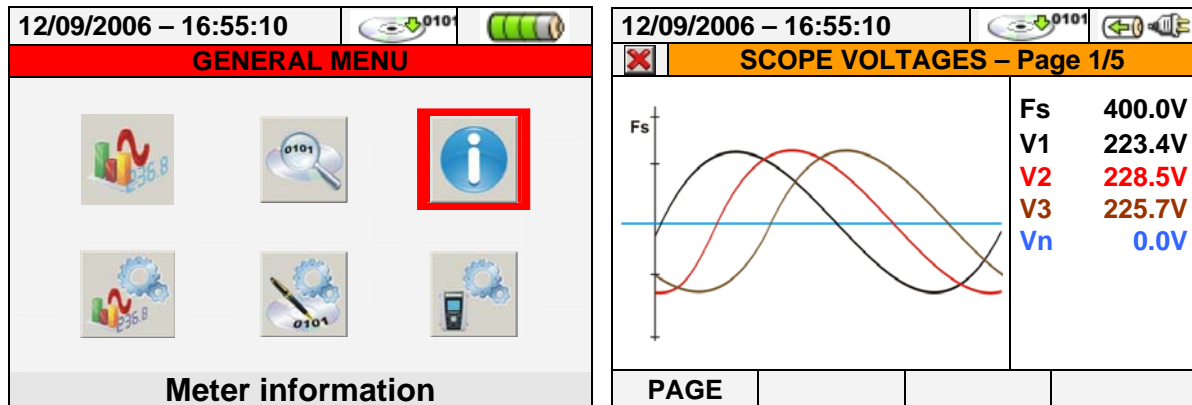 12/09/2006 – 16:55:10
0101
GENERAL MENU
236.8
0101
236.8
0101
Meter information
12/09/2006 – 16:55:10
0101
SCOPE VOLTAGES – Page 1/5
Fs
Fs 400.0V
V1 223.4V
V2 228.5V
V3 225.7V
Vn 0.0V
PAGE